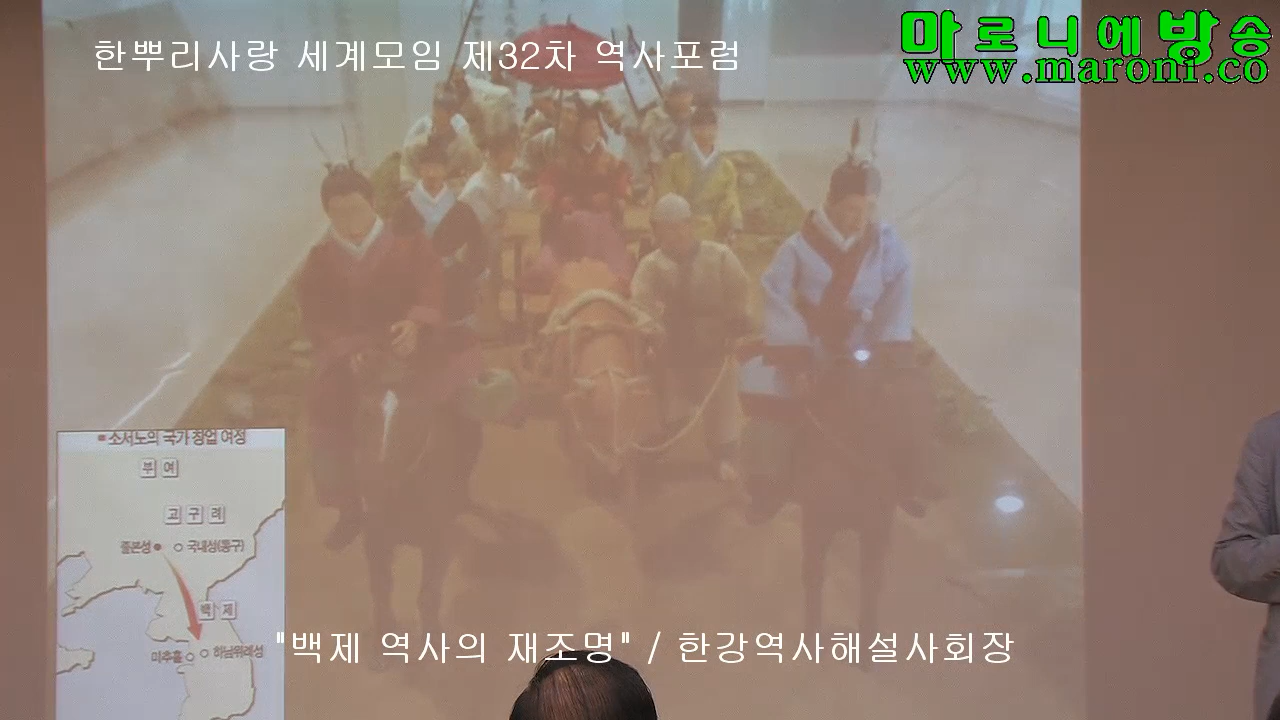 한뿌리사랑 세계모임 제32차 역사포럼
마로니에방송
www.maroni.co
■소서노의 국가 창업 여정
부여
고구려
졸본성 국내성(통구)
백제
미추홀 하남위례성
"백제 역사의 재조명" / 한강역사해설사회장